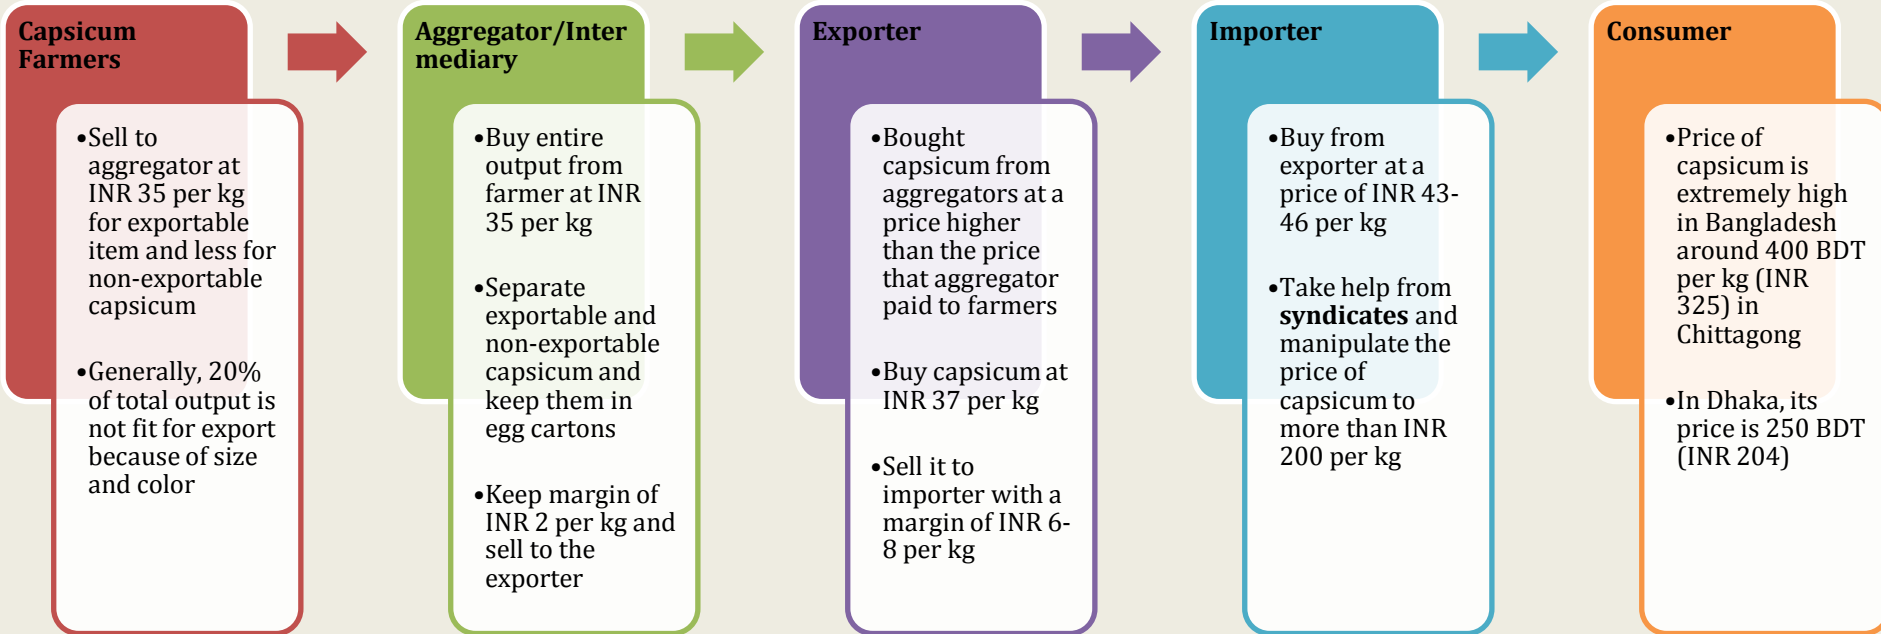 Capsicum
Farmers
•Sell to
aggregator at
INR 35 per kg
for exportable
item and less for
non-exportable
capsicum
•Generally, 20%
of total output is
not fit for export
because of size
and color
Aggregator/Inter
mediary
•Buy entire
output from
farmer at INR
35 per kg
•Separate
exportable and
non-exportable
capsicum and
keep them in
egg cartons
•Keep margin of
INR 2 per kg and
sell to the
exporter
Exporter
•Bought
capsicum from
aggregators at a
price higher
than the price
that aggregator
paid to farmers
•Buy capsicum at
INR 37 per kg
•Sell it to
importer with a
margin of INR 6-
8 per kg
Importer
•Buy from
exporter at a
price of INR 43-
46 per kg
•Take help from
syndicates and
manipulate the
price of
capsicum to
more than INR
200 per kg
Consumer
•Price of
capsicum is
extremely high
in Bangladesh
around 400 BDT
per kg (INR
325) in
Chittagong
•In Dhaka, its
price is 250 BDT
(INR 204)